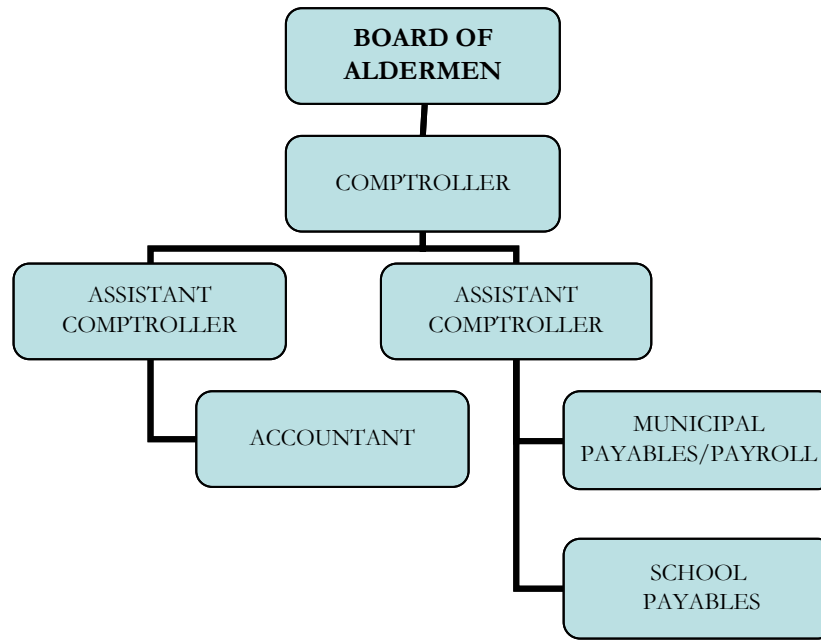 BOARD OF
ALDERMEN
COMPTROLLER
ASSISTANT
COMPTROLLER
ASSISTANT
COMPTROLLER
ACCOUNTANT
MUNICIPAL
PAYABLES/PAYROLL
SCHOOL
PAYABLES